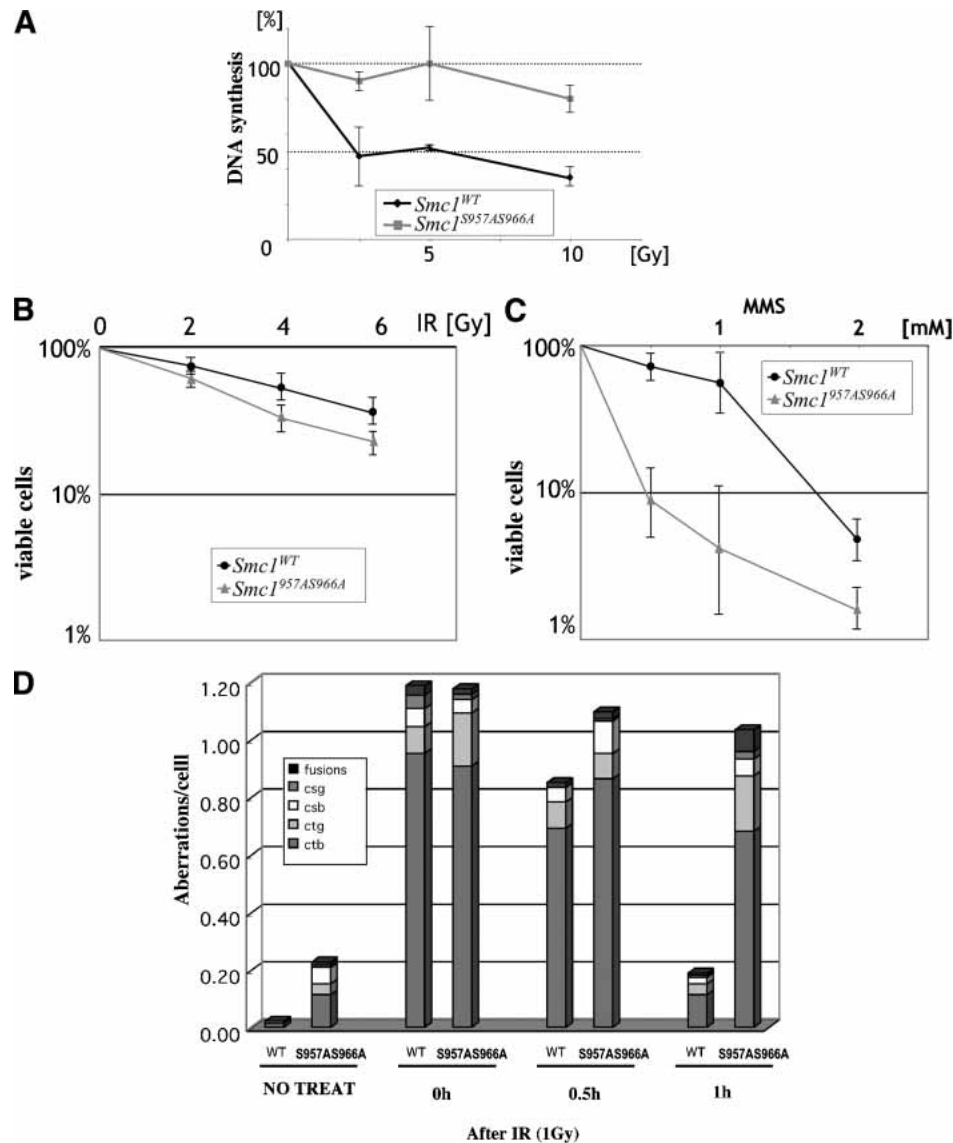 A
[%]
100
50
0
DNA synthesis
Smc1WT
Smc1S957AS966A
5
10
[Gy]
B
0
2
4
6
IR [Gy]
100%
10%
1%
viable cells
Smc1WT
Smc1957AS966A
C
MMS
1
2
[mM]
100%
10%
1%
viable cells
Smc1WT
Smc1957AS966A
D
1.20
1.00
0.80
0.60
0.40
0.20
0.00
Aberrations/celll
fusions
csg
csb
ctg
ctb
WT S957AS966A WT S957AS966A WT S957AS966A WT S957AS966A
NO TREAT 0h 0.5h 1h
After IR (1Gy)